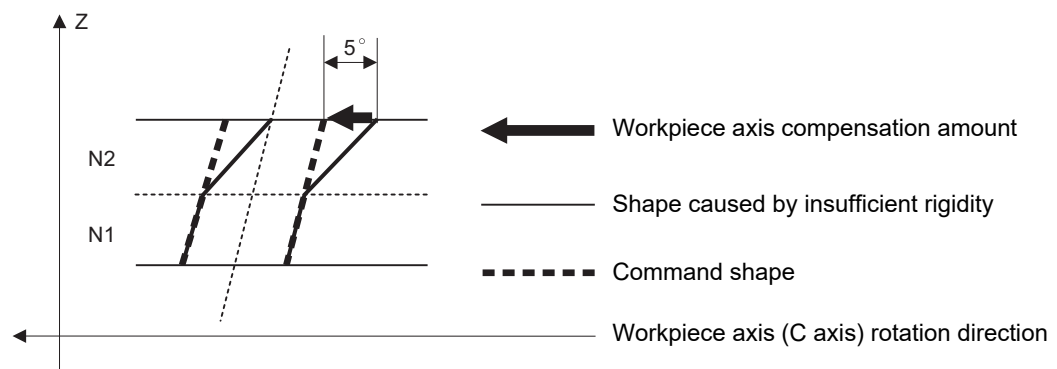 Z
5°
Workpiece axis compensation amount
N2
Shape caused by insufficient rigidity
N1
Command shape
Workpiece axis (C axis) rotation direction